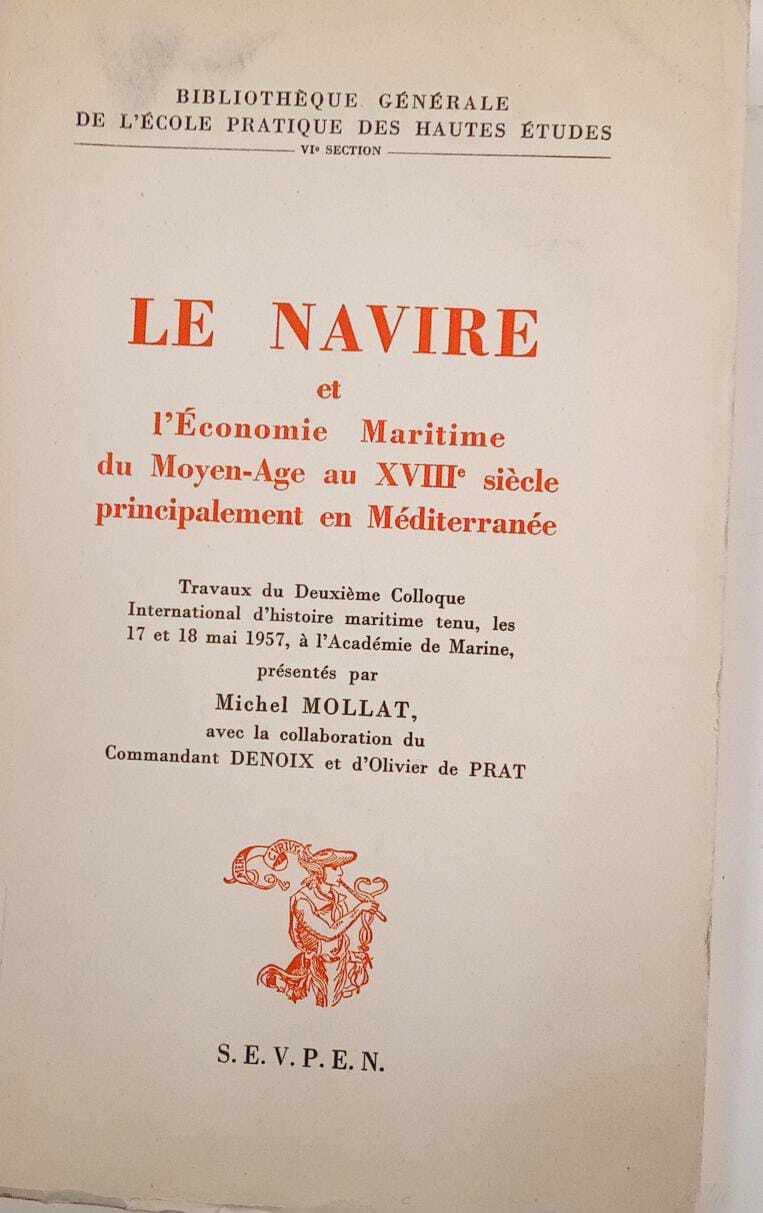 BIBLIOTHÈQUE GÉNÉRALE
DE L'ÉCOLE PRATIQUE DES HAUTES ÉTUDES
VIe SECTION
LE NAVIRE
et
l'Économie Maritime
du Moyen-Age au XVIIIe siècle
principalement en Méditerranée
Travaux du Deuxième Colloque
International d'histoire maritime tenu, les
17 et 18 mai 1957, à l'Académie de Marine,
présentés par
Michel MOLLAT,
avec la collaboration du
Commandant DENOIX et d'Olivier de PRAT
MER CVRIVS
S. E. V. P. E. N.